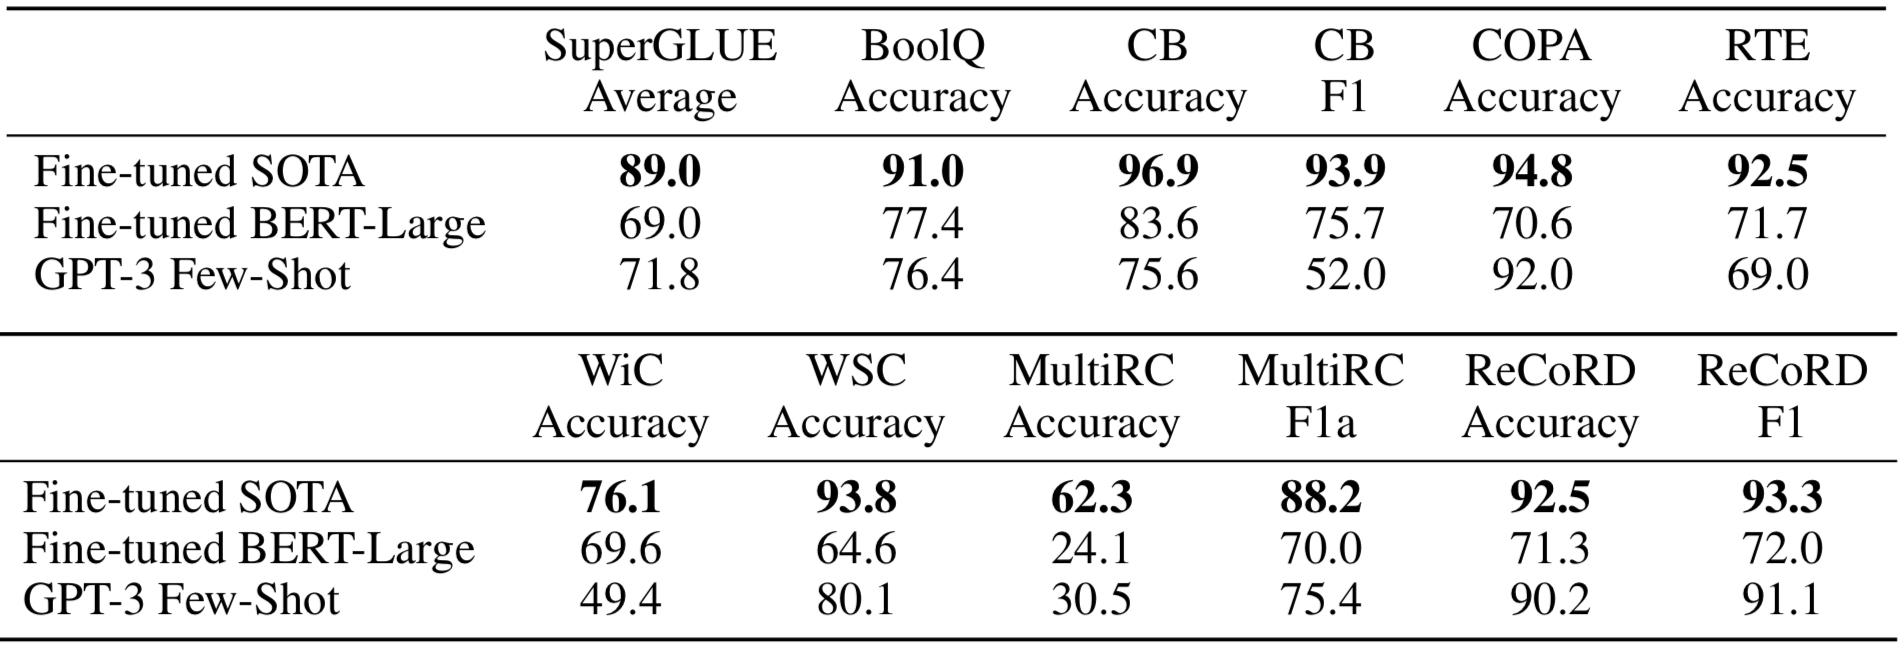 SuperGLUE BoolQ CB CB COPA RTE
Average Accuracy Accuracy F1 Accuracy Accuracy
Fine-tuned SOTA 89.0 91.0 96.9 93.9 94.8 92.5
Fine-tuned BERT-Large 69.0 77.4 83.6 75.7 70.6 71.7
GPT-3 Few-Shot 71.8 76.4 75.6 52.0 92.0 69.0
WiC WSC MultiRC MultiRC ReCoRD ReCoRD
Accuracy Accuracy Accuracy F1a Accuracy F1
Fine-tuned SOTA 76.1 93.8 62.3 88.2 92.5 93.3
Fine-tuned BERT-Large 69.6 64.6 24.1 70.0 71.3 72.0
GPT-3 Few-Shot 49.4 80.1 30.5 75.4 90.2 91.1